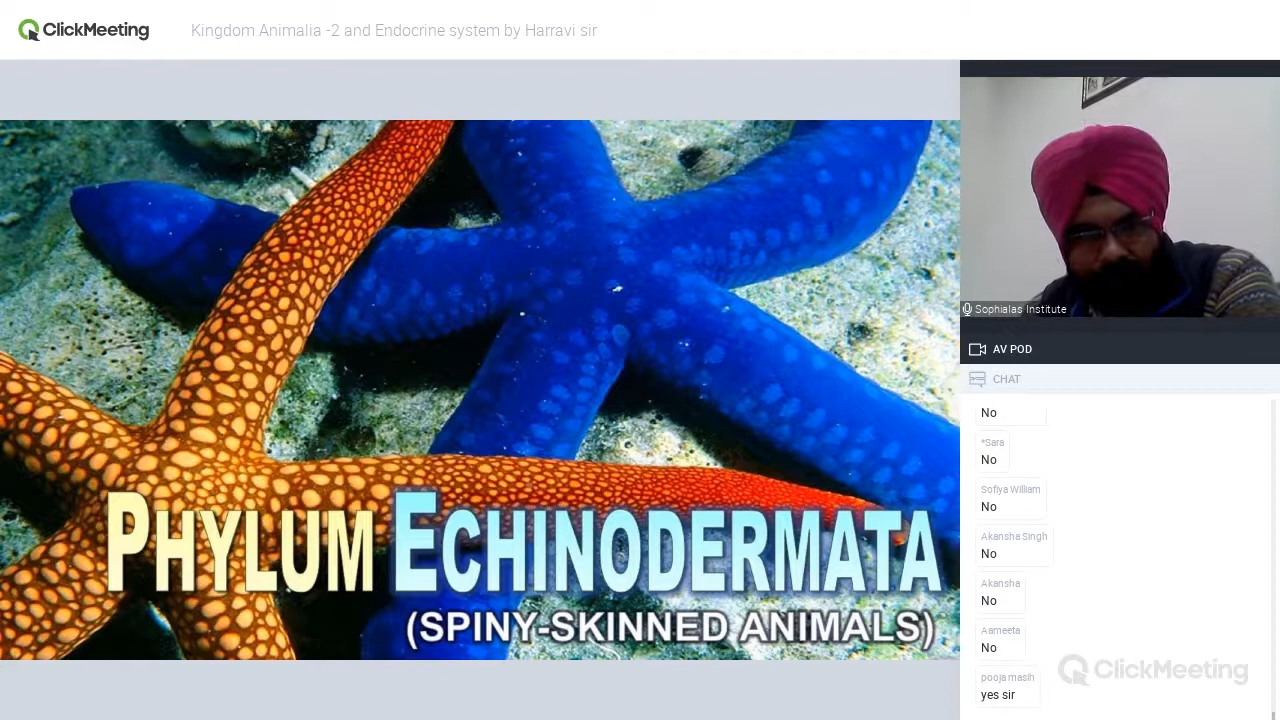 ClickMeeting
Kingdom Animalia -2 and Endocrine system by Harravi sir
PHYLUM ECHINODERMATA
(SPINY-SKINNED ANIMALS)
Sophialas Institute
AV POD
CHAT
No
*Sara
No
Sofiya William
No
Akansha Singh
No
Akansha
No
Aameeta
No
pooja masih
yes sir
ClickMeeting